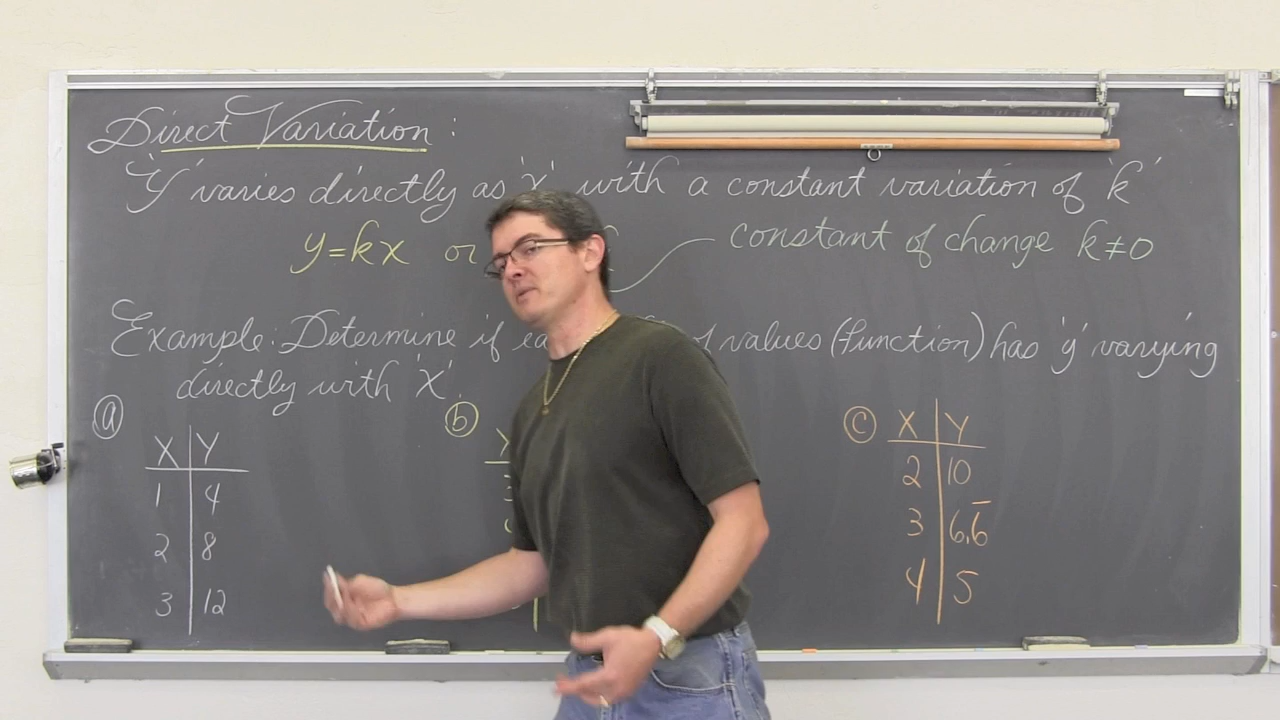 Direct Variation:
'Y' varies directly as 'X' with a constant variation of 'k'
y=kx or
constant of change k≠0
Example: Determine if of values (function) has 'y' varying
directly with 'X'.
a
X Y
1 4
2 8
3 12
b
c
X Y
2 10
3 6.6̅
4 5